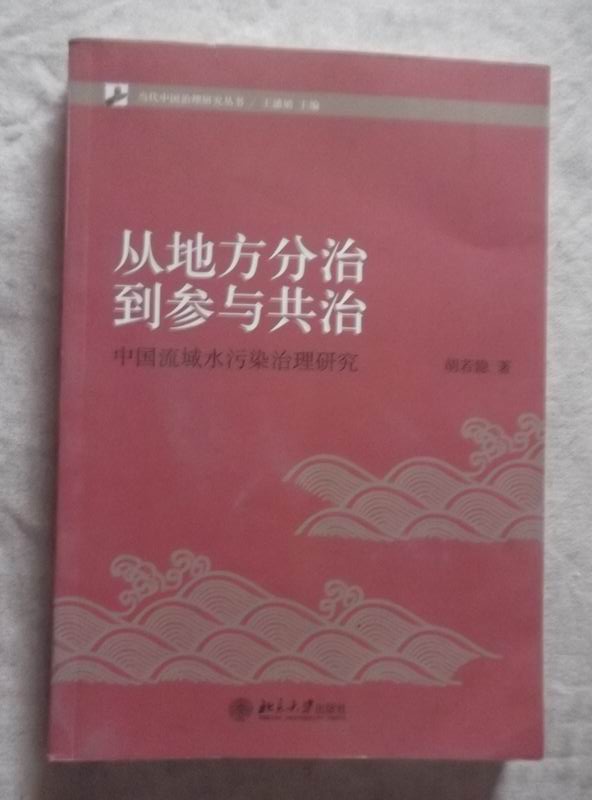 当代中国治理研究丛书／王浦劬 主编
从地方分治
到参与共治
中国流域水污染治理研究
胡若隐 著
北京大学出版社